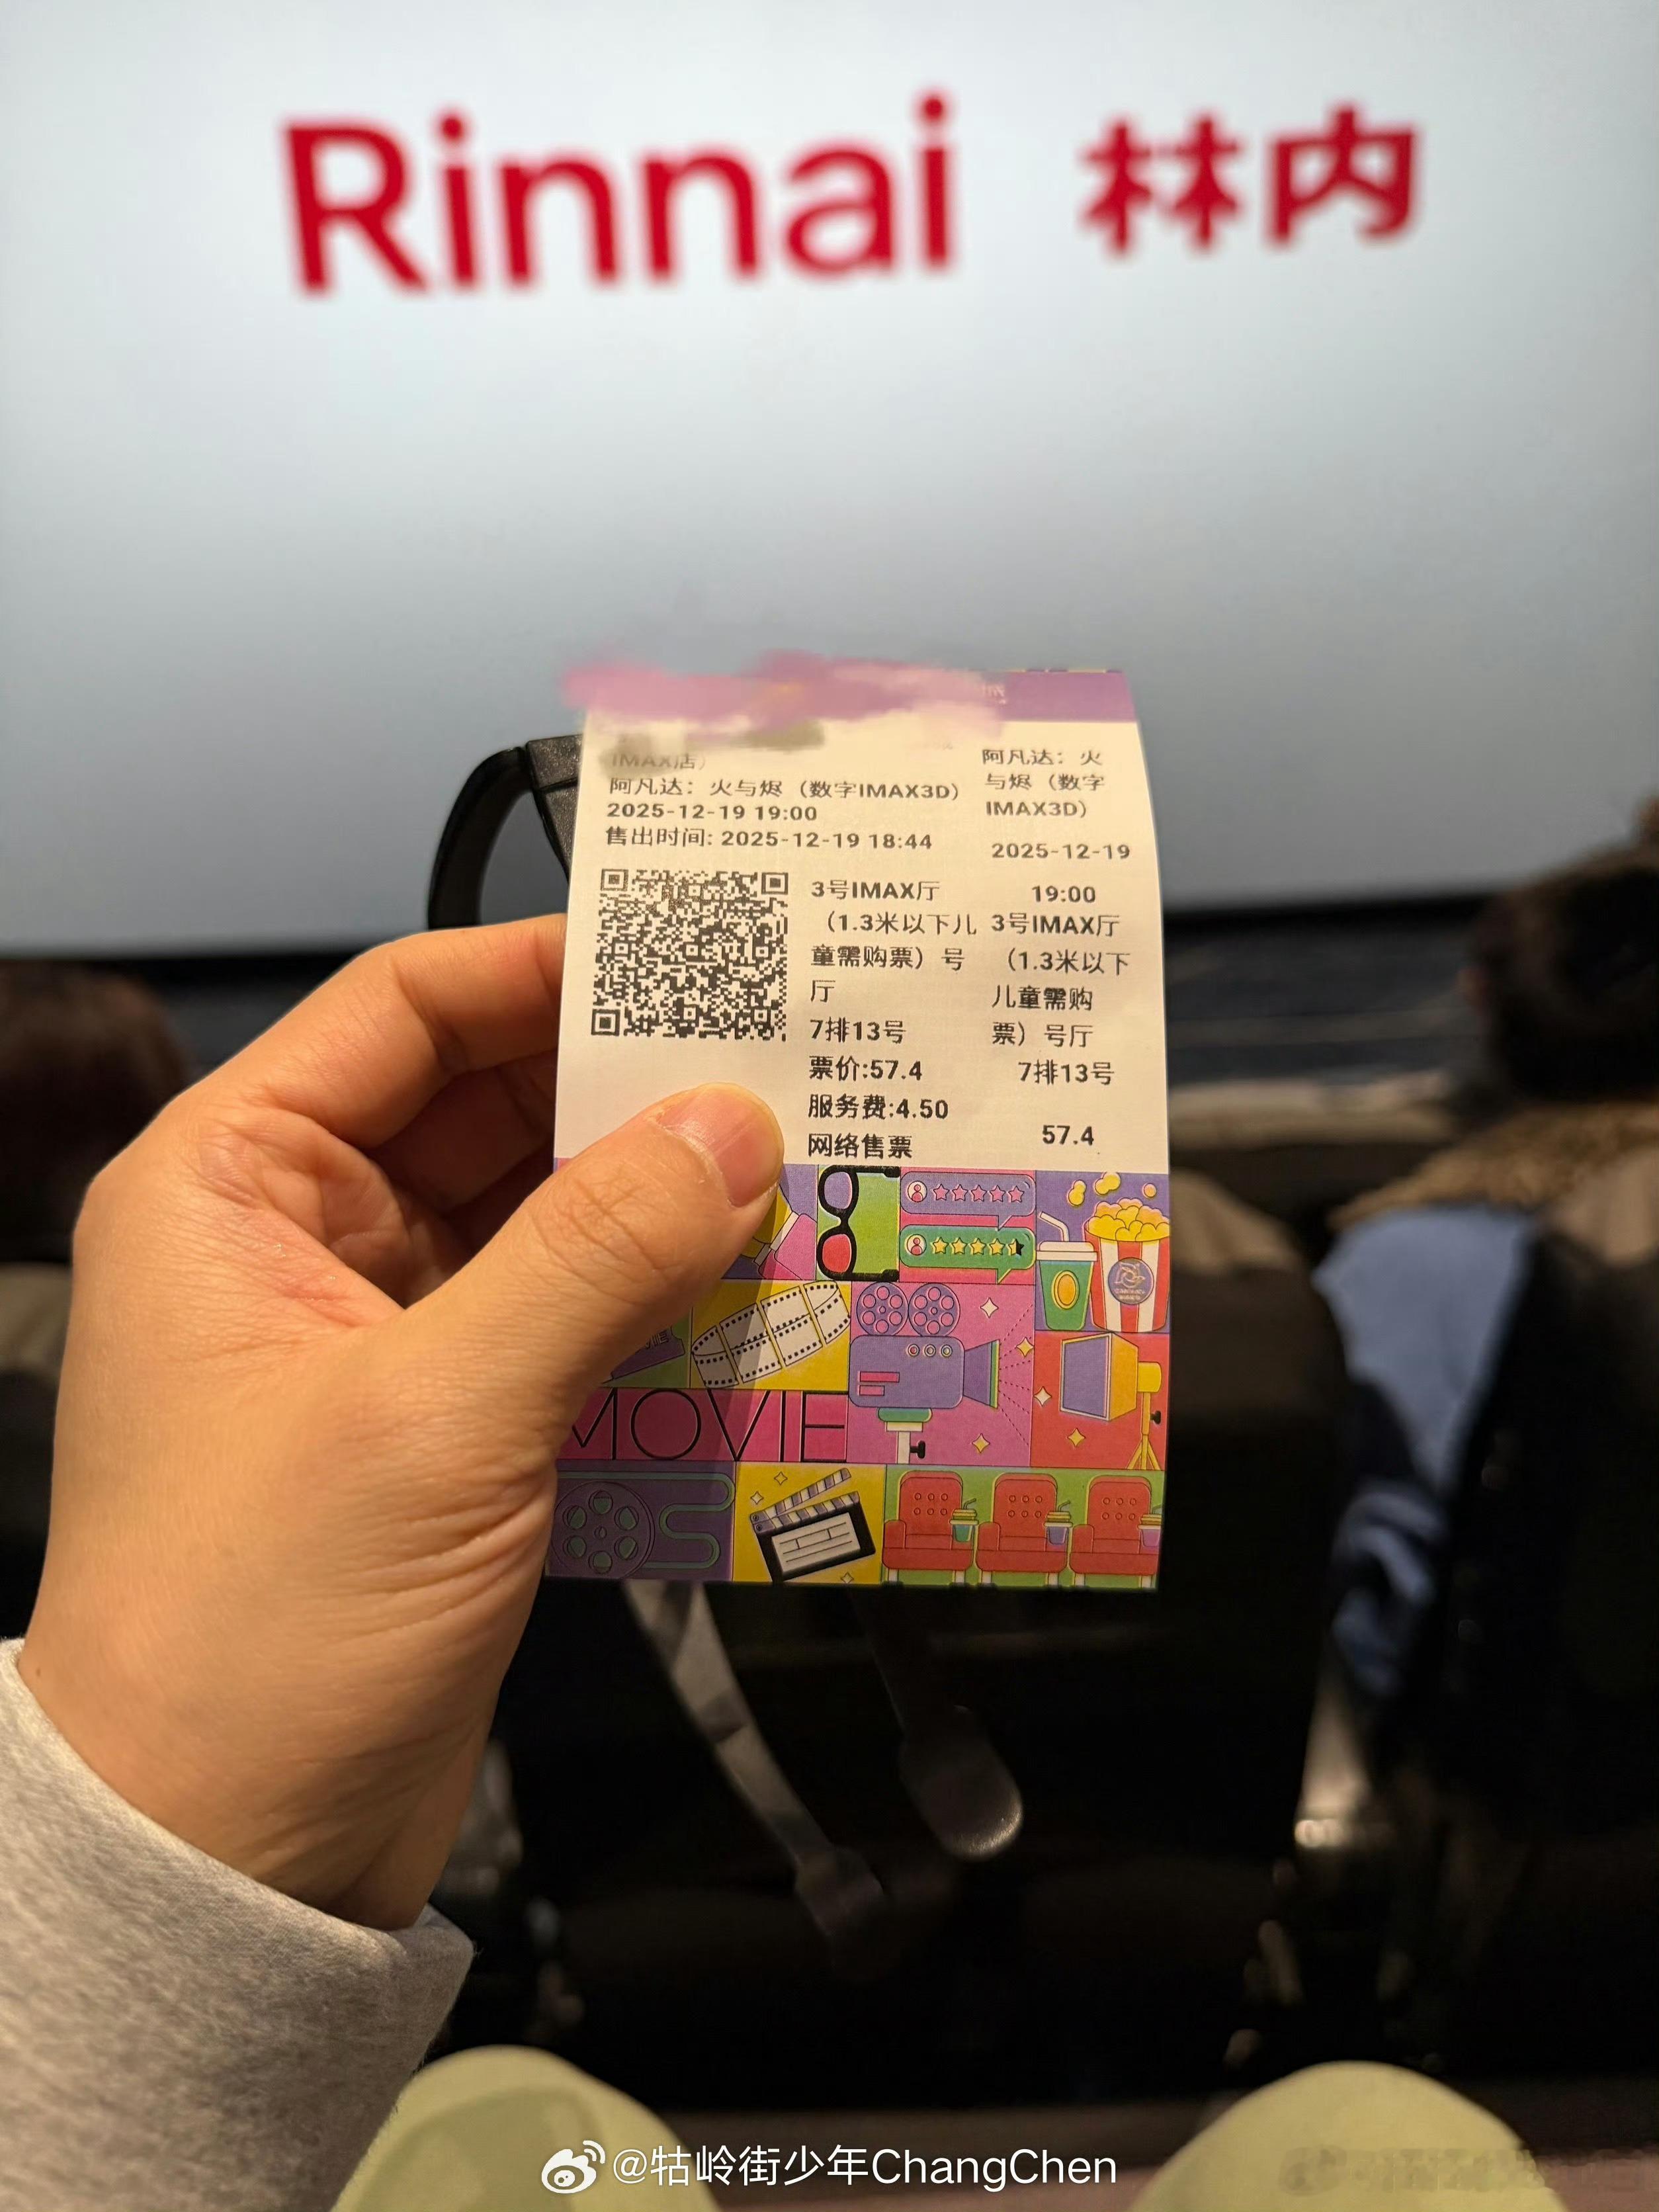 Rinnai 林内
IMAX店）
阿凡达：火与烬（数字IMAX3D）
2025-12-19 19:00
售出时间: 2025-12-19 18:44
3号IMAX厅
（1.3米以下儿
童需购票）号
厅
7排13号
票价:57.4
服务费:4.50
网络售票
阿凡达：火
与烬（数字
IMAX3D）
2025-12-19
19:00
3号IMAX厅
（1.3米以下
儿童需购
票）号厅
7排13号
57.4
MOVIE
@牯岭街少年ChangChen